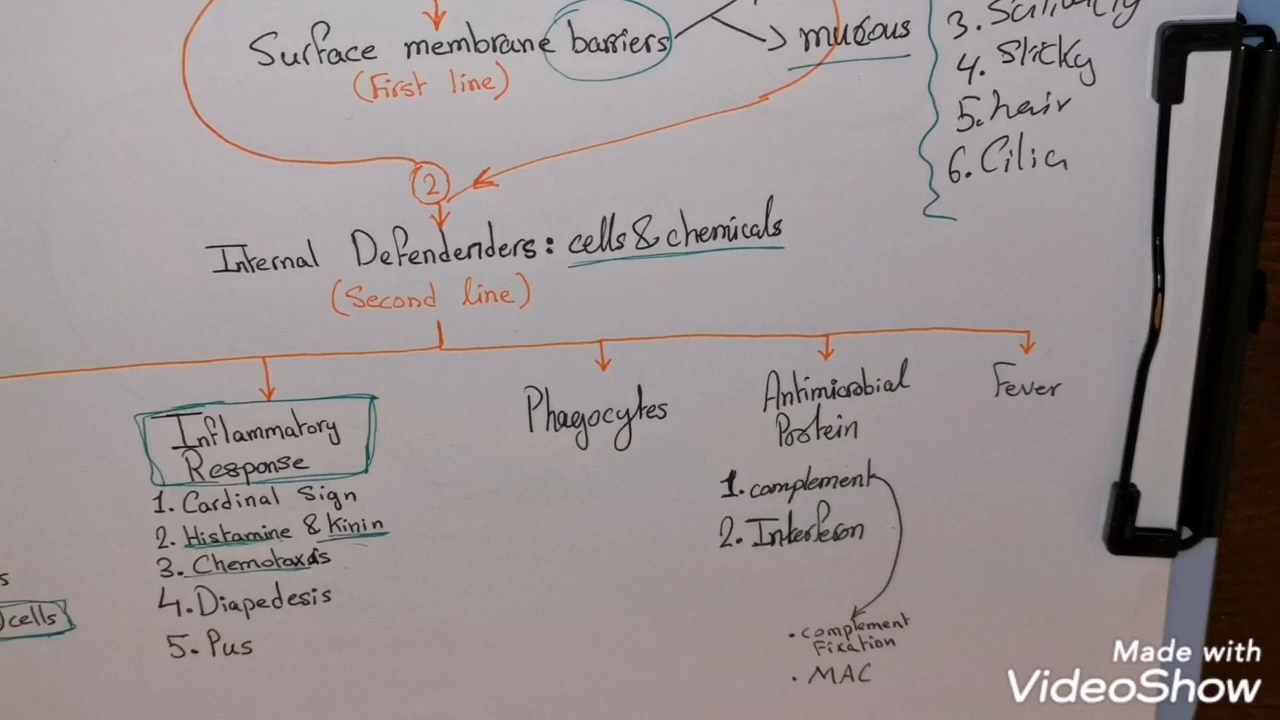 Surface membrane barriers
(First line)
mucous
3. Salivary
4. Sticky
5. hair
6. Cilia
2
Internal Defendenders: cells & chemicals
(Second line)
Inflammatory
Response
1. Cardinal Sign
2. Histamine & Kinin
3. Chemotaxis
4. Diapedesis
5. Pus
cells
Phagocytes
Antimicrobial
Protein
1. complement
2. Interferon
• complement
Fixation
• MAC
Fever
Made with
VideoShow